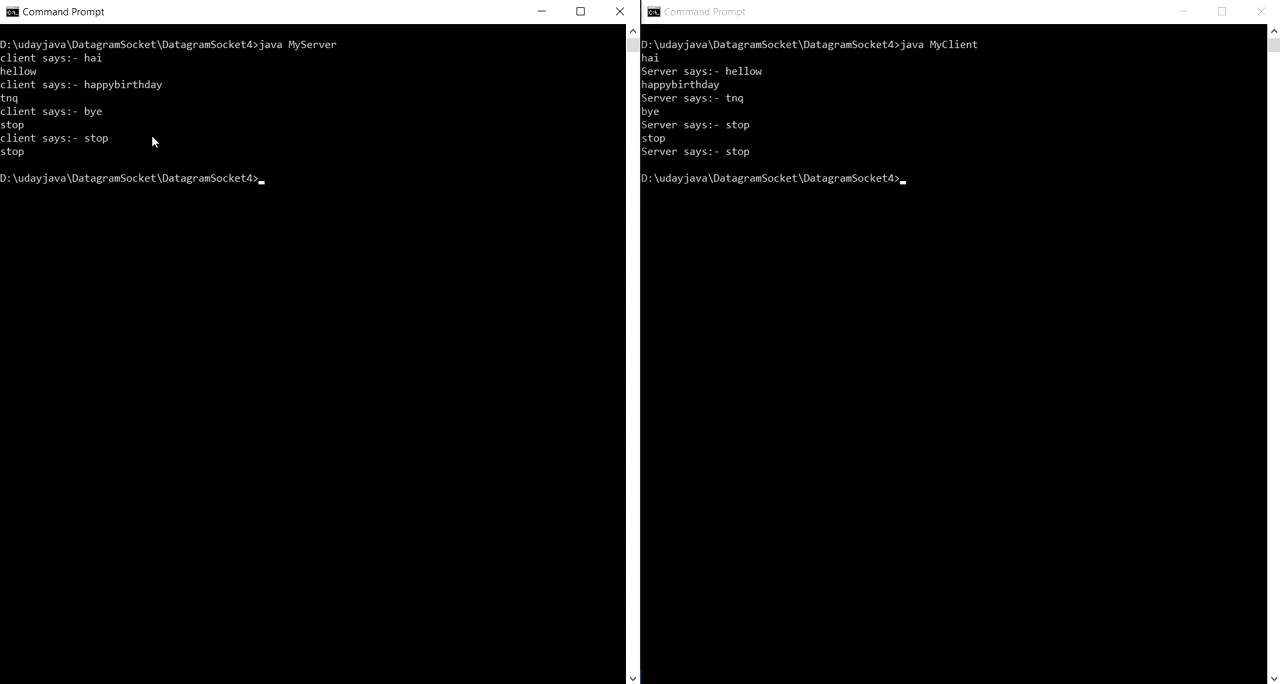 Command Prompt
D:\udayjava\DatagramSocket\DatagramSocket4>java MyServer
client says:- hai
hellow
client says:- happybirthday
tnq
client says:- bye
stop
client says:- stop
stop
D:\udayjava\DatagramSocket\DatagramSocket4>
Command Prompt
D:\udayjava\DatagramSocket\DatagramSocket4>java MyClient
hai
Server says:- hellow
happybirthday
Server says:- tnq
bye
Server says:- stop
stop
Server says:- stop
D:\udayjava\DatagramSocket\DatagramSocket4>